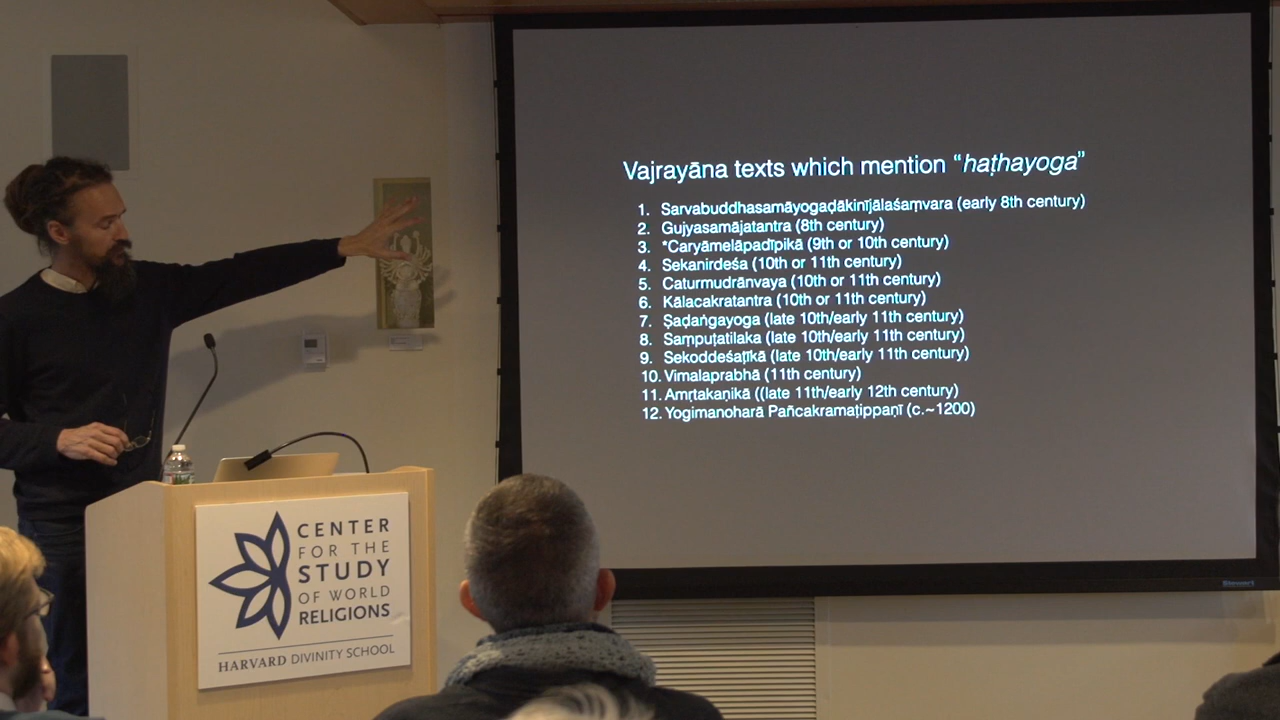 Vajrayāna texts which mention “haṭhayoga”
1. Sarvabuddhasamāyogaḍākinījālaśaṃvara (early 8th century)
2. Gujyasamājatantra (8th century)
3. *Caryāmelāpadīpikā (9th or 10th century)
4. Sekanirdeśa (10th or 11th century)
5. Caturmudrānvaya (10th or 11th century)
6. Kālacakratantra (10th or 11th century)
7. Ṣaḍaṅgayoga (late 10th/early 11th century)
8. Saṃpuṭatilaka (late 10th/early 11th century)
9. Sekoddeśaṭīkā (late 10th/early 11th century)
10. Vimalaprabhā (11th century)
11. Amṛtakaṇikā ((late 11th/early 12th century)
12. Yogimanoharā Pañcakramaṭippaṇī (c.~1200)
CENTER
FOR THE
STUDY
OF WORLD
RELIGIONS
HARVARD DIVINITY SCHOOL
Stewart